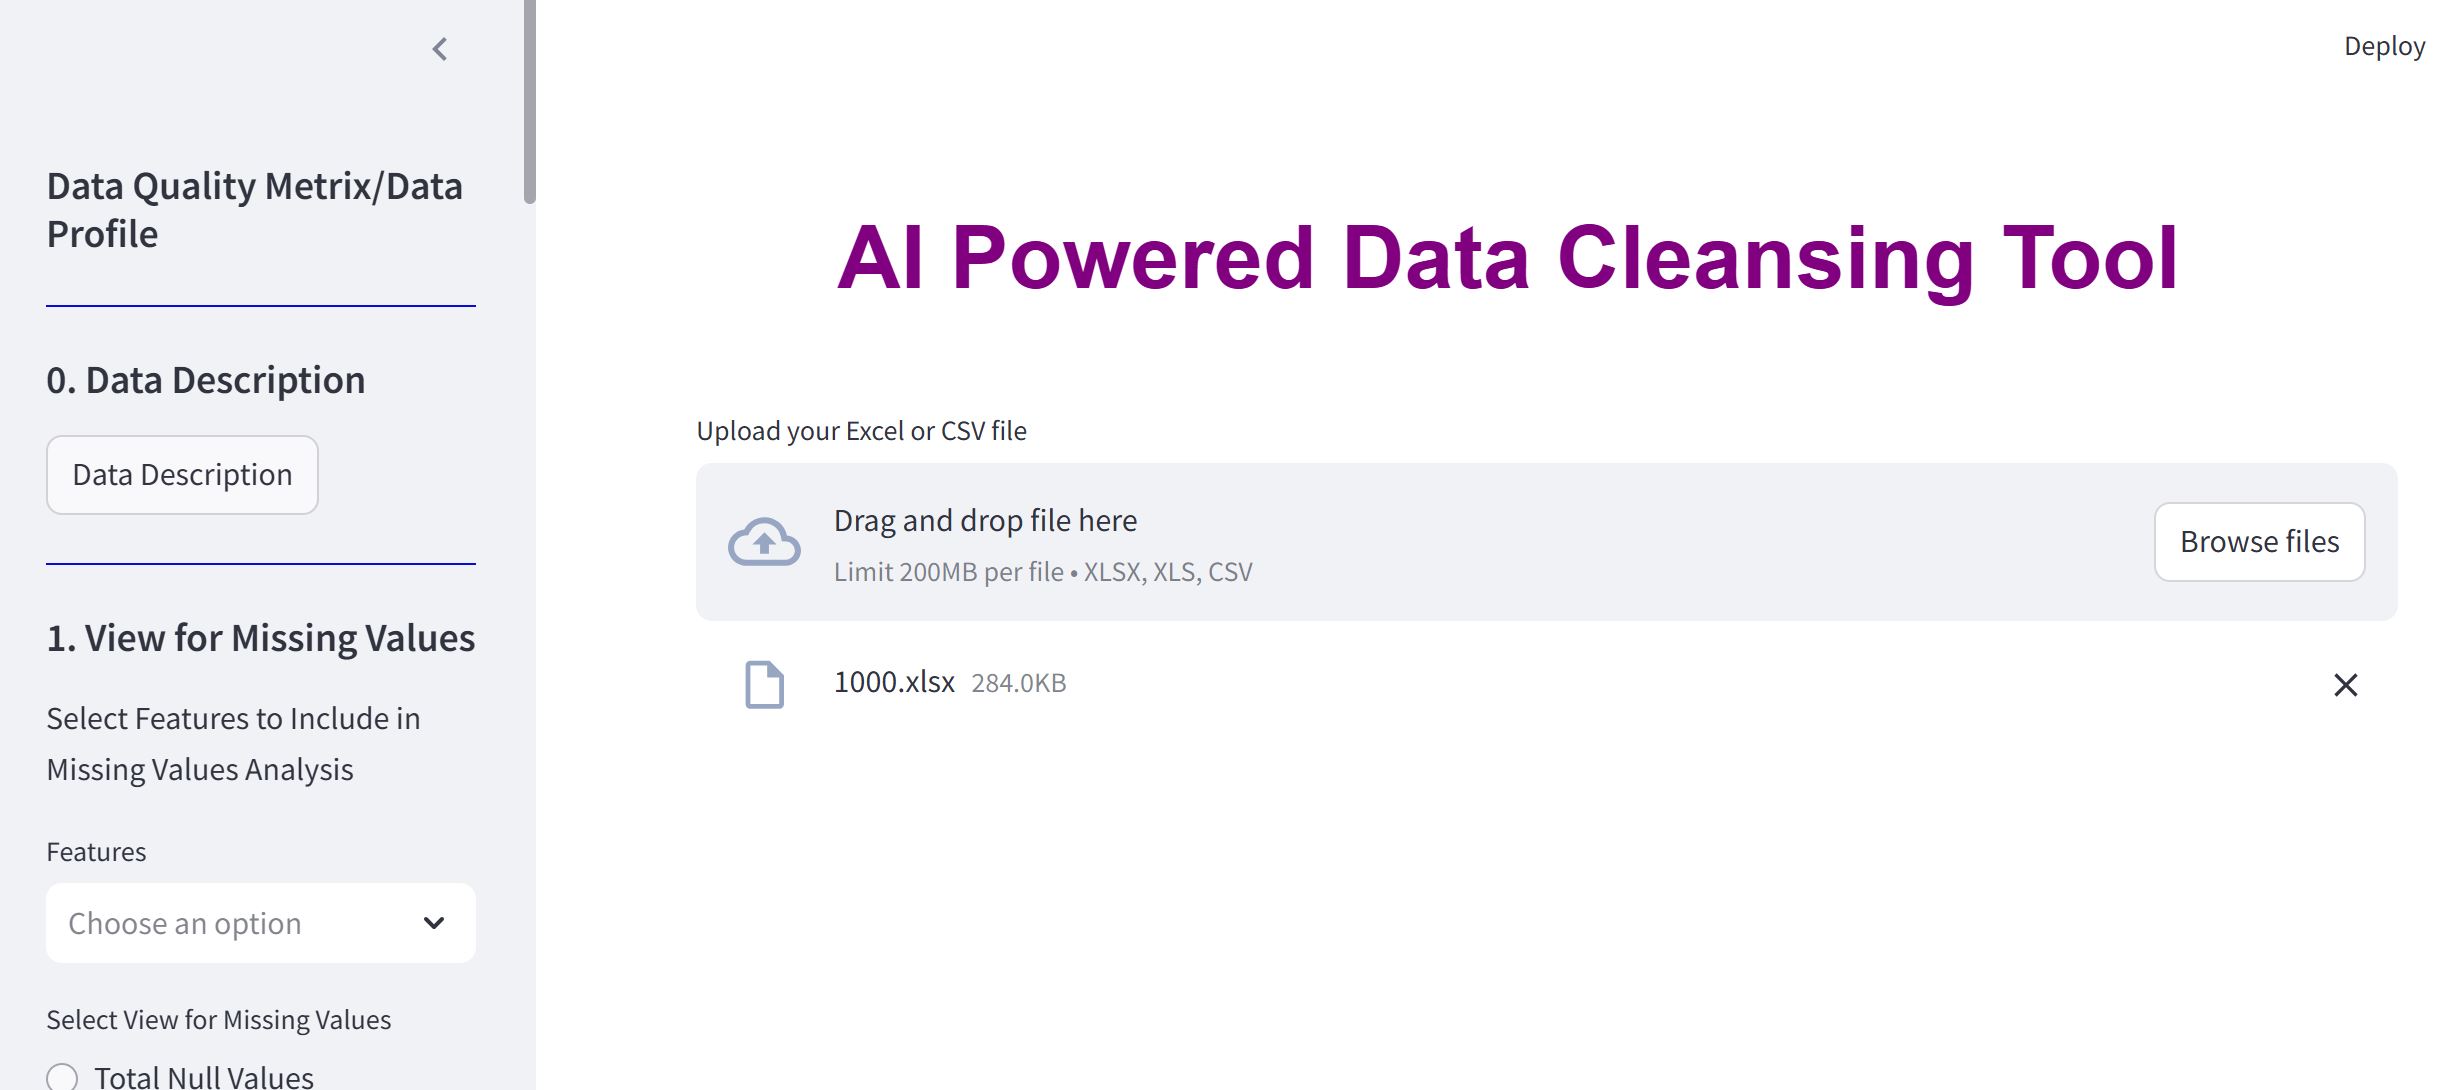 Deploy
Data Quality Metrix/Data
Profile
0. Data Description
Data Description
1. View for Missing Values
Select Features to Include in
Missing Values Analysis
Features
Choose an option
Select View for Missing Values
Total Null Values
AI Powered Data Cleansing Tool
Upload your Excel or CSV file
Drag and drop file here
Limit 200MB per file • XLSX, XLS, CSV
Browse files
1000.xlsx 284.0KB